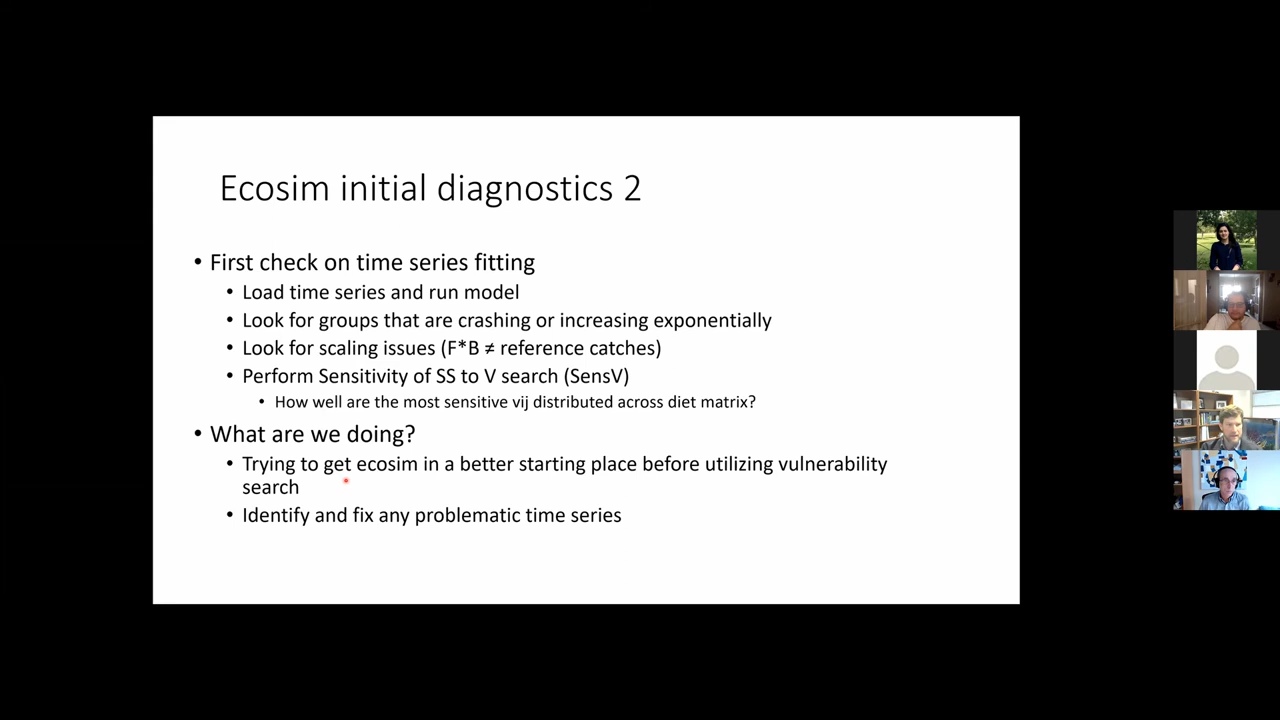 Ecosim initial diagnostics 2
• First check on time series fitting
• Load time series and run model
• Look for groups that are crashing or increasing exponentially
• Look for scaling issues (F*B ≠ reference catches)
• Perform Sensitivity of SS to V search (SensV)
• How well are the most sensitive vij distributed across diet matrix?
• What are we doing?
• Trying to get ecosim in a better starting place before utilizing vulnerability
search
• Identify and fix any problematic time series